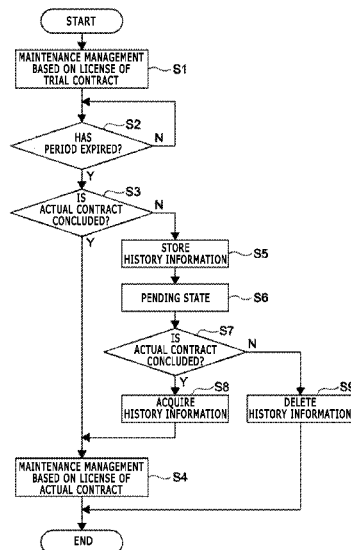 START
MAINTENANCE MANAGEMENT
BASED ON LICENSE OF
TRIAL CONTRACT
S1
S2
HAS
PERIOD EXPIRED?
N
Y
S3
IS
ACTUAL CONTRACT
CONCLUDED?
N
Y
STORE
HISTORY INFORMATION
S5
PENDING STATE
S6
S7
IS
ACTUAL CONTRACT
CONCLUDED?
N
Y
S8
ACQUIRE
HISTORY INFORMATION
S9
DELETE
HISTORY INFORMATION
MAINTENANCE MANAGEMENT
BASED ON LICENSE OF
ACTUAL CONTRACT
S4
END